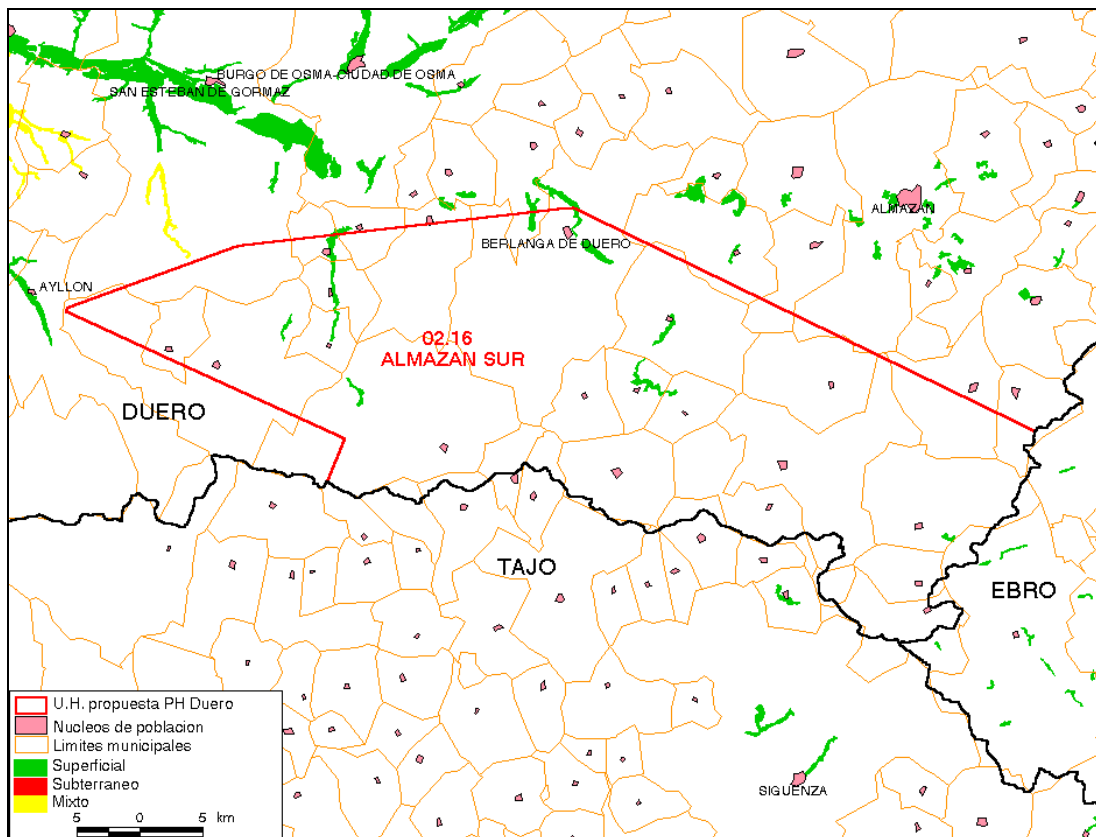 BURGO DE OSMA-CIUDAD DE OSMA
SAN ESTEBAN DE GORMAZ
ALMAZAN
BERLANGA DE DUERO
AYLLON
02.16
ALMAZAN SUR
DUERO
TAJO
EBRO
SIGUENZA
U.H. propuesta PH Duero
Nucleos de poblacion
Limites municipales
Superficial
Subterraneo
Mixto
5 0 5 km